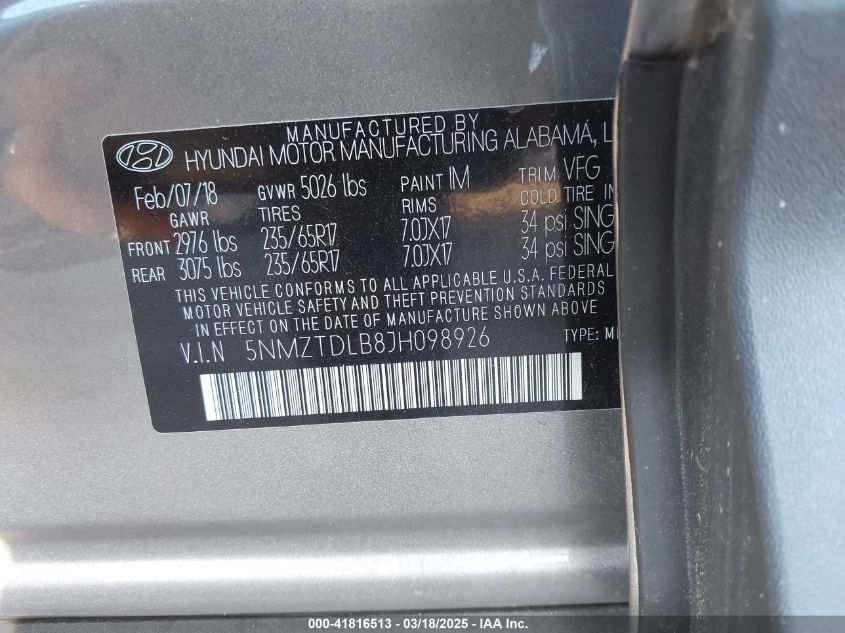 MANUFACTURED BY
HYUNDAI MOTOR MANUFACTURING ALABAMA, L
Feb/07/18 GVWR 5026 lbs PAINT 1M TRIM VFG
GAWR TIRES RIMS COLD TIRE IN
FRONT 2976 lbs 235/65R17 7.0JX17 34 psi SING
REAR 3075 lbs 235/65R17 7.0JX17 34 psi SING
THIS VEHICLE CONFORMS TO ALL APPLICABLE U.S.A. FEDERAL
MOTOR VEHICLE SAFETY AND THEFT PREVENTION STANDARDS
IN EFFECT ON THE DATE OF MANUFACTURE SHOWN ABOVE.
V.I.N 5NMZTDLB8JH098926 TYPE: M
000-41816513 — 03/18/2025 — © IAA, Inc.